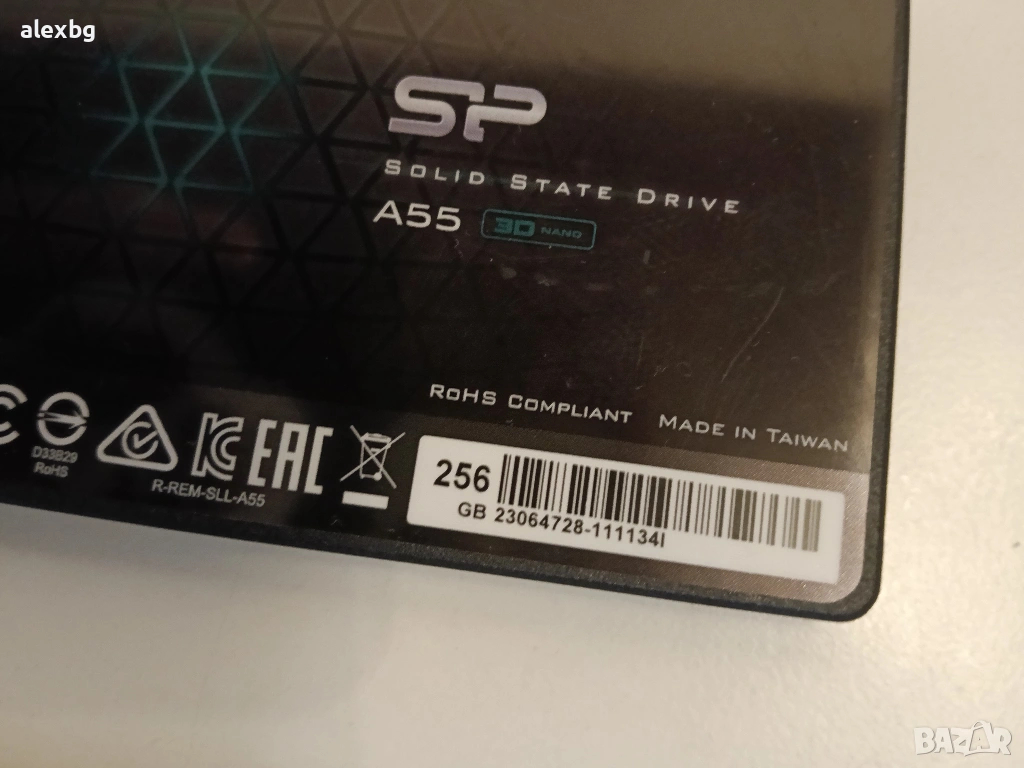 alexbg
SP
SOLID STATE DRIVE
A55 3D NAND
RoHS COMPLIANT MADE IN TAIWAN
D33B29
RoHS
EAC
R-REM-SLL-A55
256
GB 23064728-111134I
BAZAR